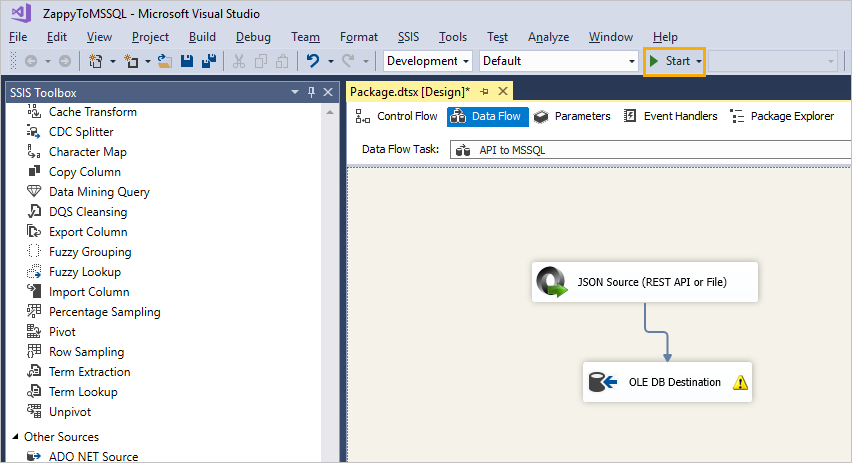 ZappyToMSSQL - Microsoft Visual Studio
File Edit View Project Build Debug Team Format SSIS Tools Test Analyze Window Help
Development Default Start
SSIS Toolbox
Package.dtsx [Design]*
Cache Transform
CDC Splitter
Character Map
Copy Column
Data Mining Query
DQS Cleansing
Export Column
Fuzzy Grouping
Fuzzy Lookup
Import Column
Percentage Sampling
Pivot
Row Sampling
Term Extraction
Term Lookup
Unpivot
Other Sources
ADO NET Source
Control Flow Data Flow Parameters Event Handlers Package Explorer
Data Flow Task: API to MSSQL
JSON Source (REST API or File)
OLE DB Destination